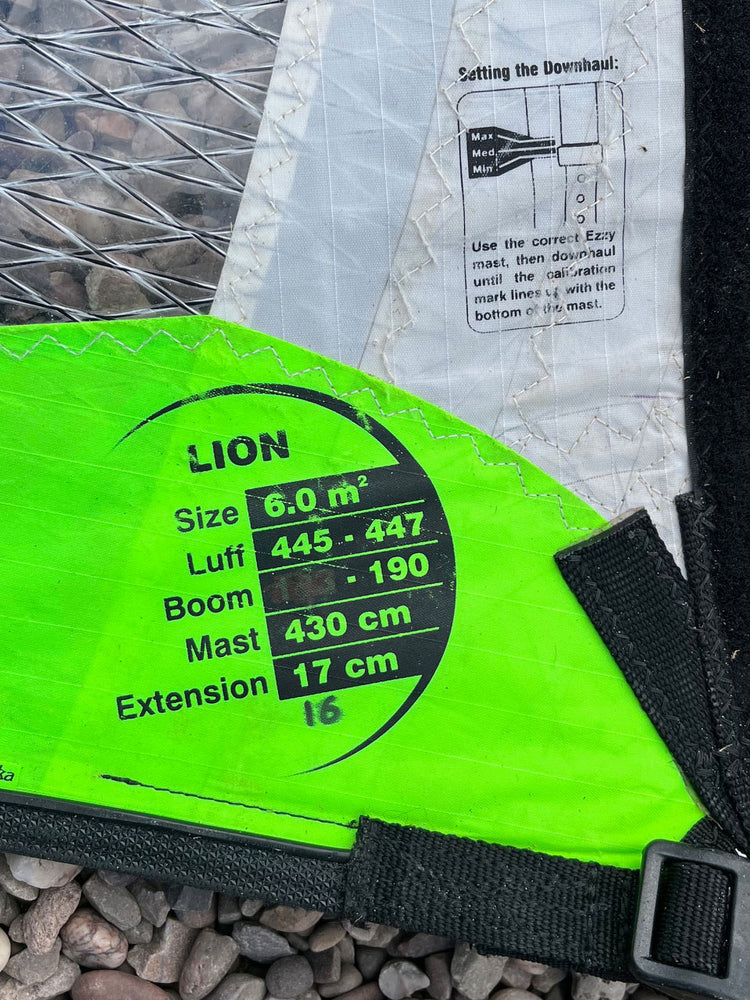 Setting the Downhaul:
Max
Med.
Min
Use the correct Ezzy
mast, then downhaul
until the calibration
mark lines up with the
bottom of the mast.
LION
Size 6.0 m²
Luff 445 - 447
Boom - 190
Mast 430 cm
Extension 17 cm
16
ka